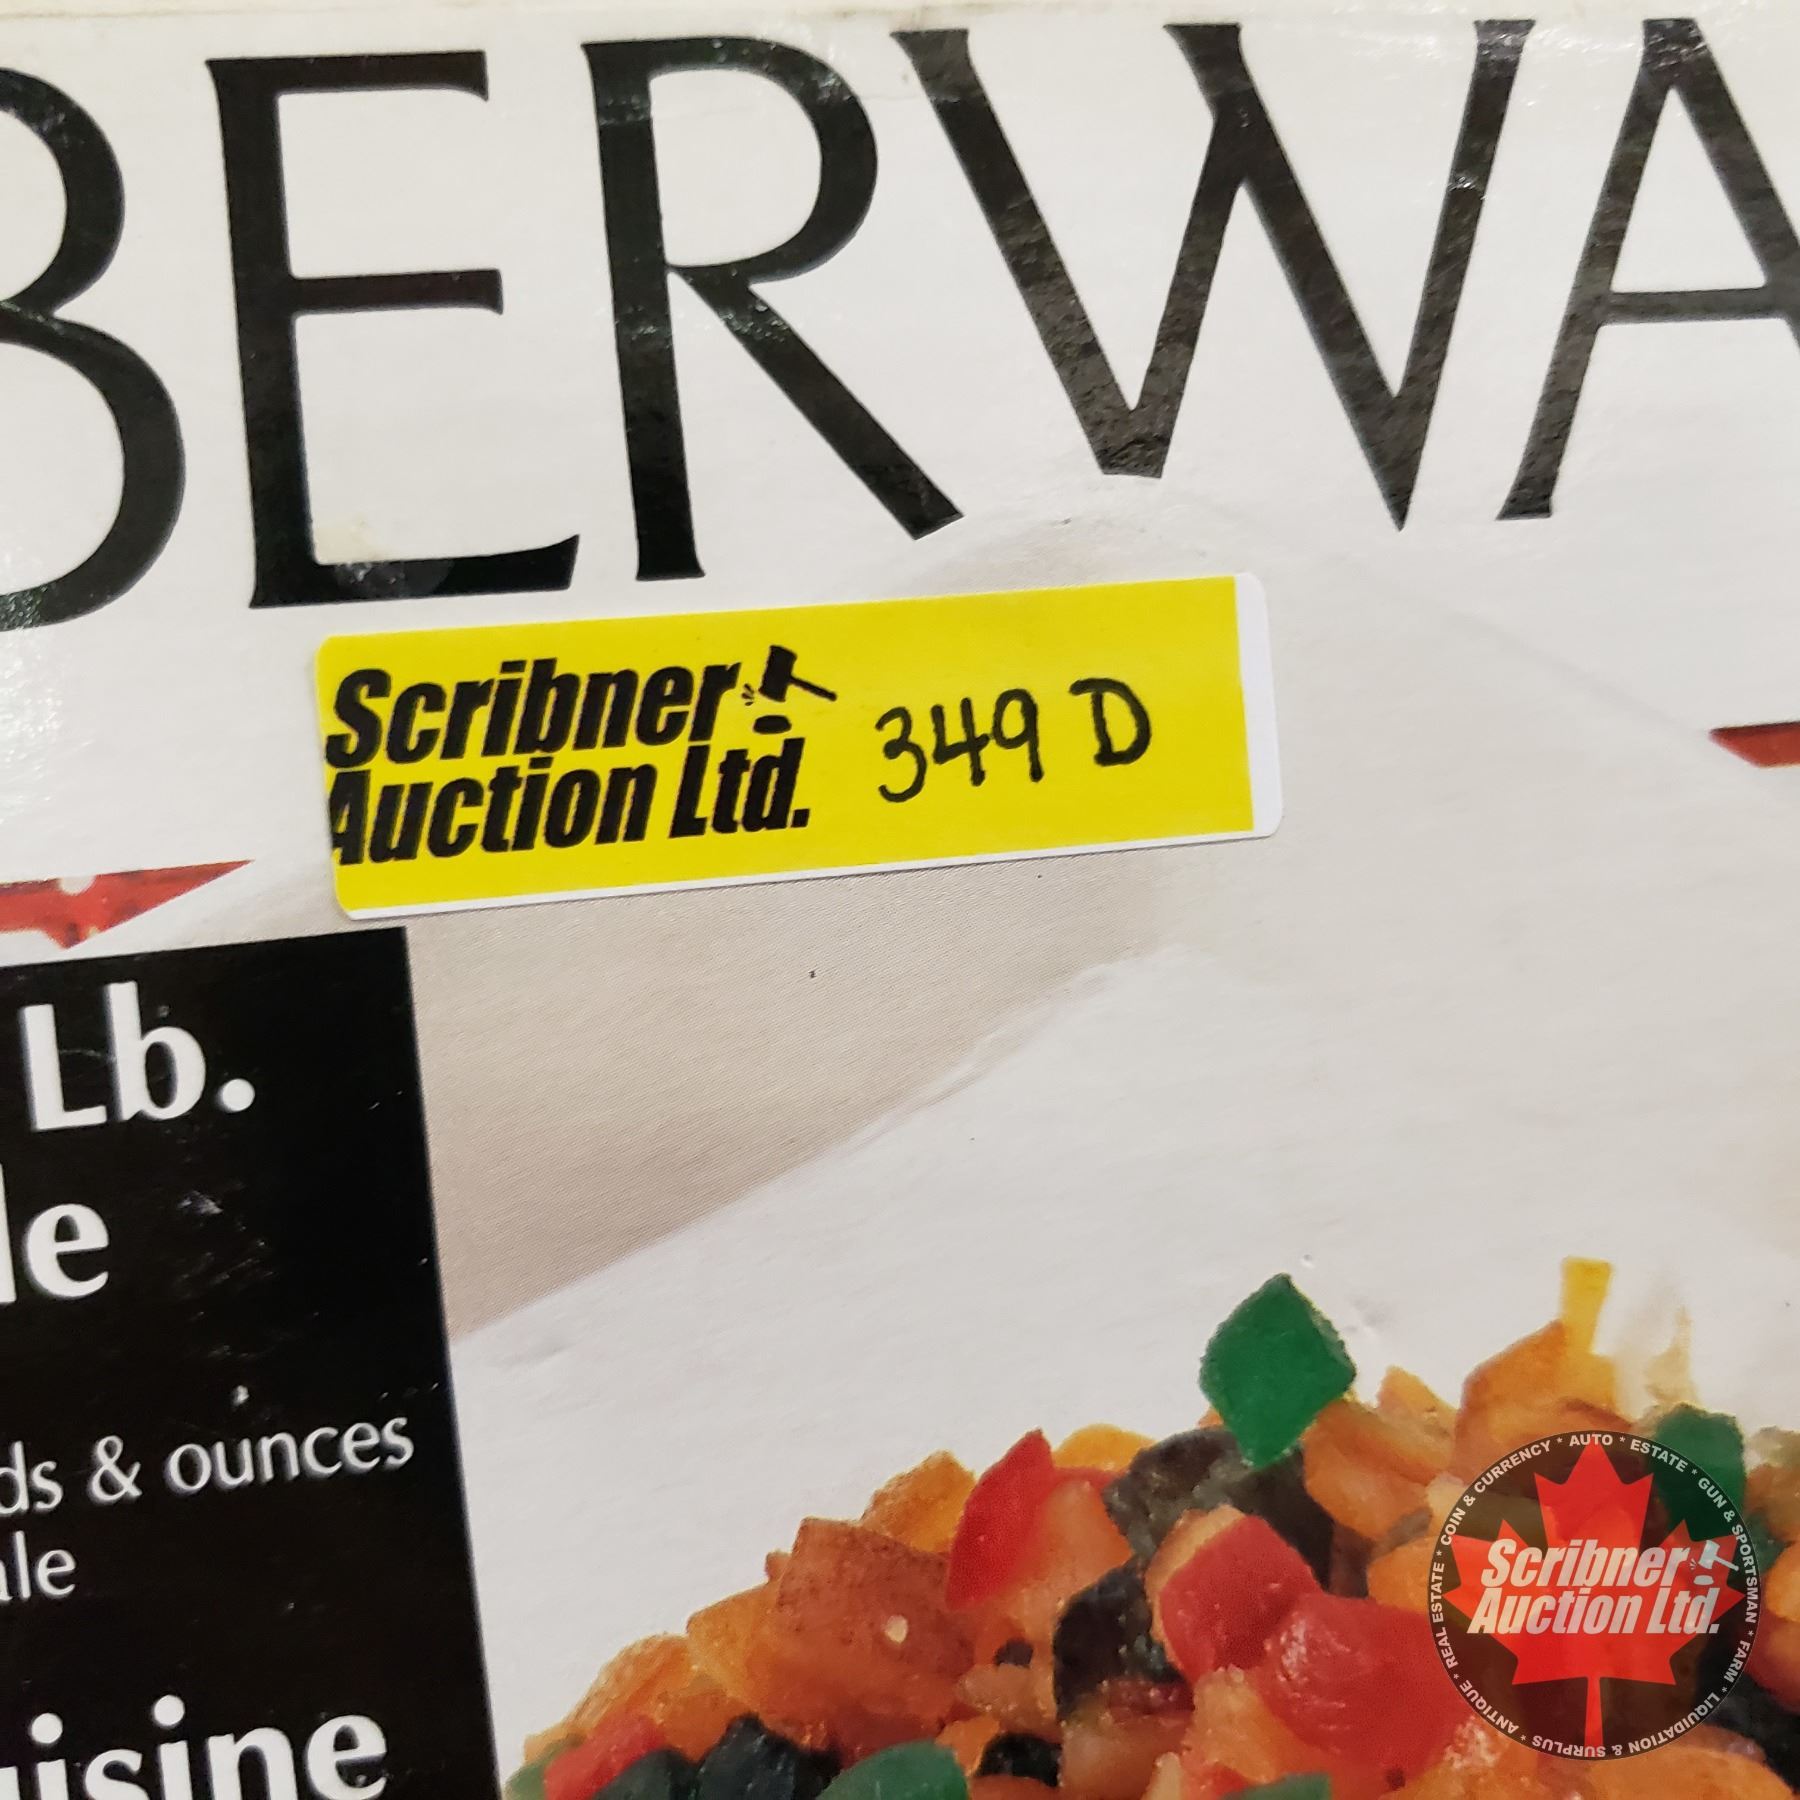 BERWA
Scribner
Auction Ltd.
349 D
Lb.
le
ds & ounces
ale
uisine
COIN & CURRENCY * AUTO * ESTATE * GUN & SPORTSMAN * FARM * LIQUIDATION & SURPLUS * ANTIQUE * REAL ESTATE *
Scribner
Auction Ltd.